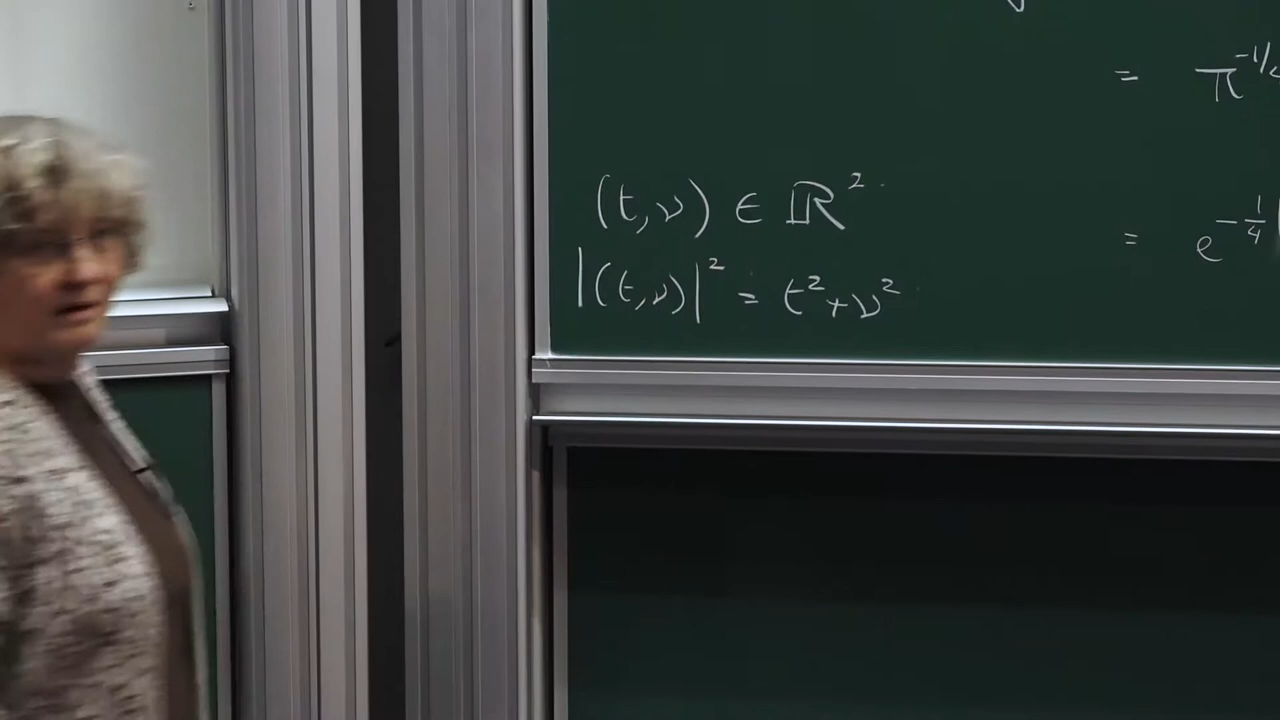 = π^{-1/
(t,ν) ∈ ℝ²
= e^{-1/4
|(t,ν)|² = t²+ν²